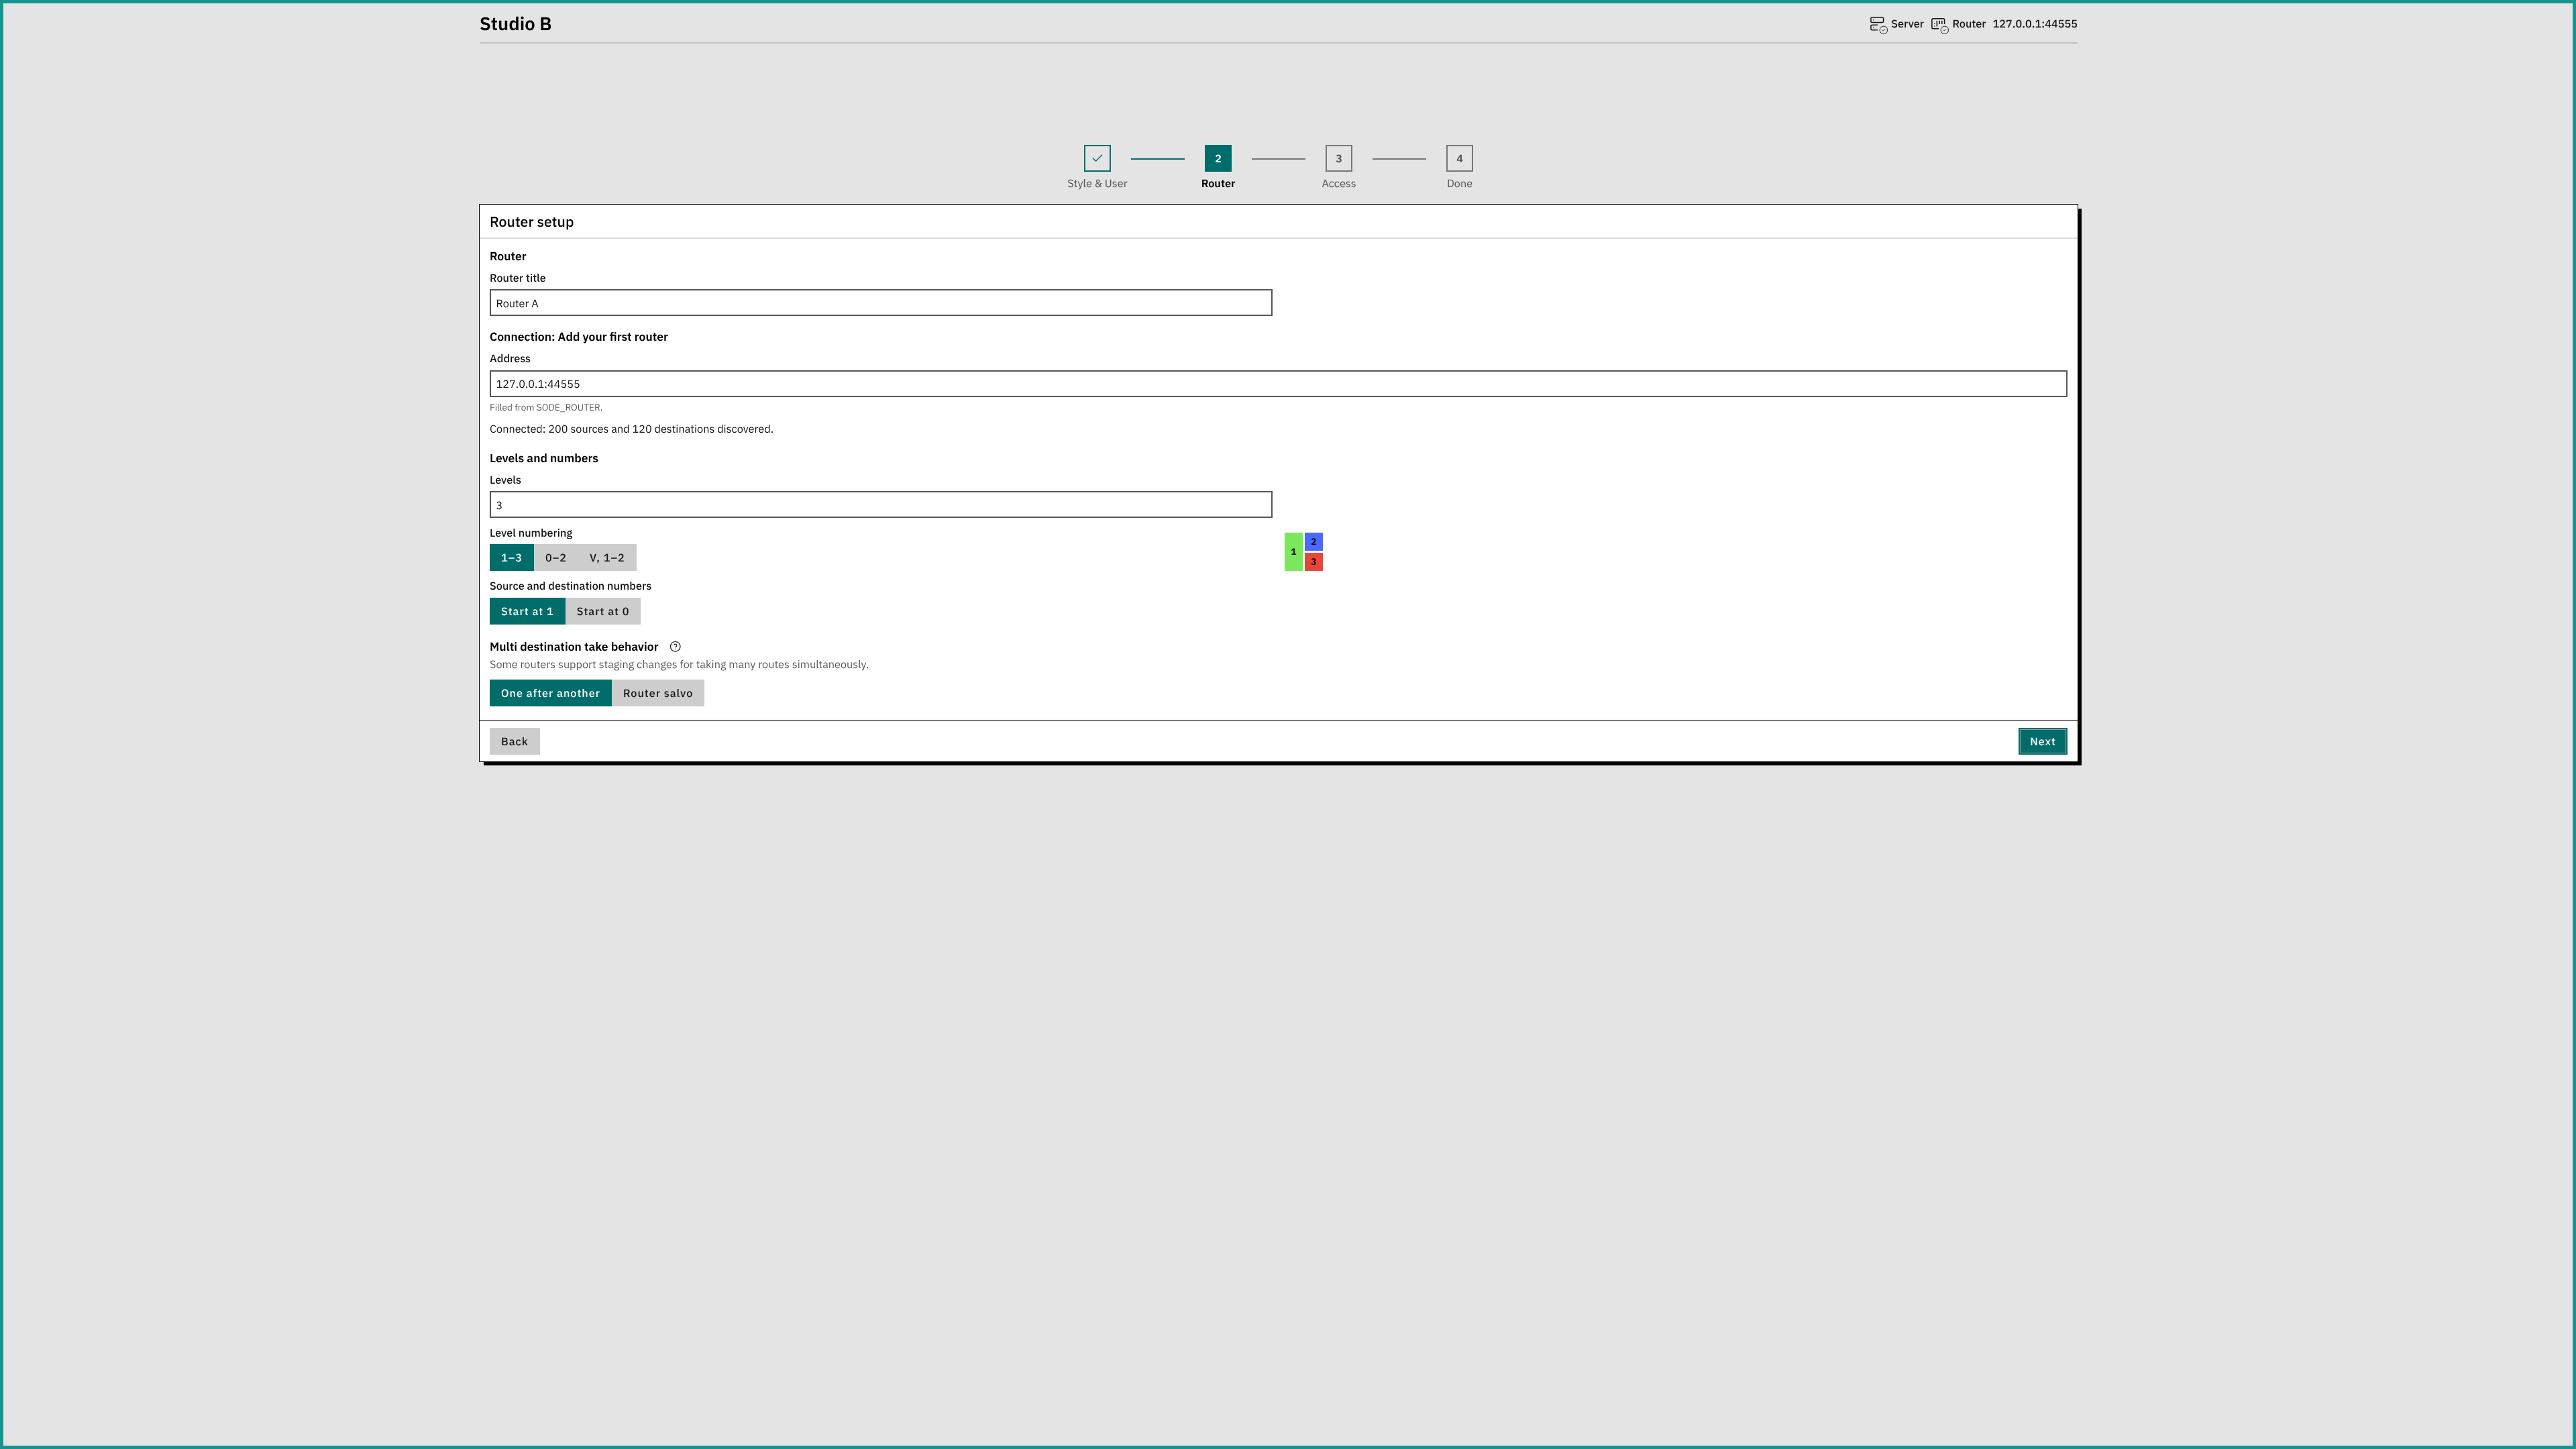 Studio B
Server Router 127.0.0.1:44555
2 3 4
Style & User Router Access Done
Router setup
Router
Router title
Router A
Connection: Add your first router
Address
127.0.0.1:44555
Filled from SODE_ROUTER.
Connected: 200 sources and 120 destinations discovered.
Levels and numbers
Levels
3
Level numbering
1–3 0–2 V, 1–2
1 2 3
Source and destination numbers
Start at 1 Start at 0
Multi destination take behavior
Some routers support staging changes for taking many routes simultaneously.
One after another Router salvo
Back Next